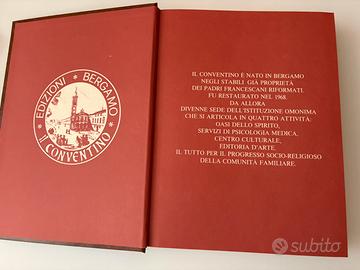 EDIZIONI BERGAMO
IL CONVENTINO
IL CONVENTINO È NATO IN BERGAMO
NEGLI STABILI GIÀ PROPRIETÀ
DEI PADRI FRANCESCANI RIFORMATI.
FU RESTAURATO NEL 1968.
DA ALLORA
DIVENNE SEDE DELL'ISTITUZIONE OMONIMA
CHE SI ARTICOLA IN QUATTRO ATTIVITÀ:
OASI DELLO SPIRITO,
SERVIZI DI PSICOLOGIA MEDICA,
CENTRO CULTURALE,
EDITORIA D'ARTE.
IL TUTTO PER IL PROGRESSO SOCIO-RELIGIOSO
DELLA COMUNITÀ FAMILIARE.
subito